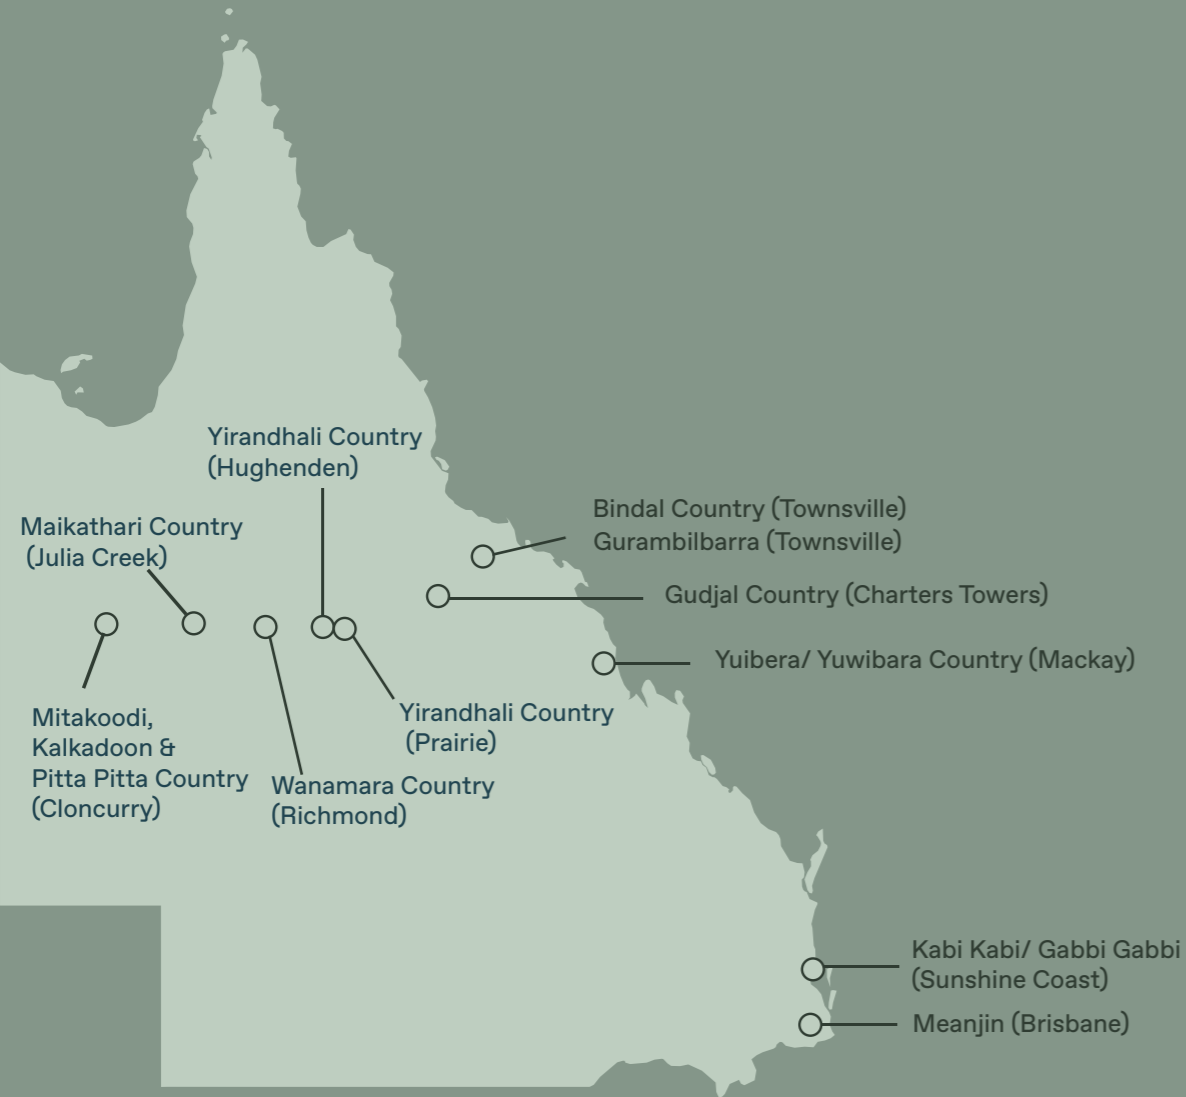 Yirandhali Country
(Hughenden)
Bindal Country (Townsville)
Gurambilbarra (Townsville)
Maikathari Country
(Julia Creek)
Gudjal Country (Charters Towers)
Yuibera/ Yuwibara Country (Mackay)
Mitakoodi,
Kalkadoon &
Pitta Pitta Country
(Cloncurry)
Yirandhali Country
(Prairie)
Wanamara Country
(Richmond)
Kabi Kabi/ Gabbi Gabbi
(Sunshine Coast)
Meanjin (Brisbane)